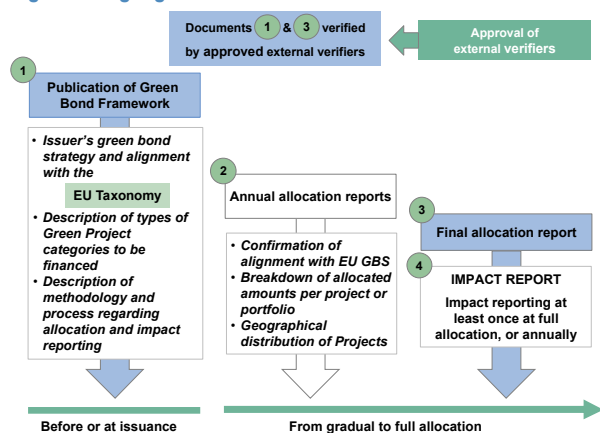 Documents 1 & 3 verified
by approved external verifiers
Approval of
external verifiers
1
Publication of Green
Bond Framework
• Issuer's green bond
strategy and alignment
with the
EU Taxonomy
• Description of types of
Green Project
categories to be
financed
• Description of
methodology and
process regarding
allocation and impact
reporting
2
Annual allocation reports
• Confirmation of
alignment with EU GBS
• Breakdown of allocated
amounts per project or
portfolio
• Geographical
distribution of Projects
3
Final allocation report
4
IMPACT REPORT
Impact reporting at
least once at full
allocation, or annually
Before or at issuance
From gradual to full allocation